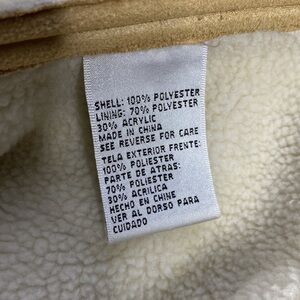 SHELL: 100% POLYESTER
LINING: 70% POLYESTER
30% ACRYLIC
MADE IN CHINA
SEE REVERSE FOR CARE
TELA EXTERIOR FRENTE:
100% POLIESTER
PARTE DE ATRAS:
70% POLIESTER
30% ACRILICA
HECHO EN CHINE
VER AL DORSO PARA
CUIDADO